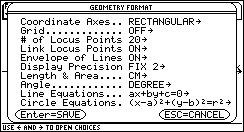 GEOMETRY FORMAT
Coordinate Axes.. RECTANGULAR→
Grid.............. OFF→
# of Locus Points 20→
Link Locus Points ON→
Envelope of Lines ON→
Display Precision FIX 2→
Length & Area.... CM→
Angle............ DEGREE→
Line Equations... ax+by+c=0→
Circle Equations. (x-a)²+(y-b)²=r²→
Enter=SAVE ESC=CANCEL
USE ← AND → TO OPEN CHOICES